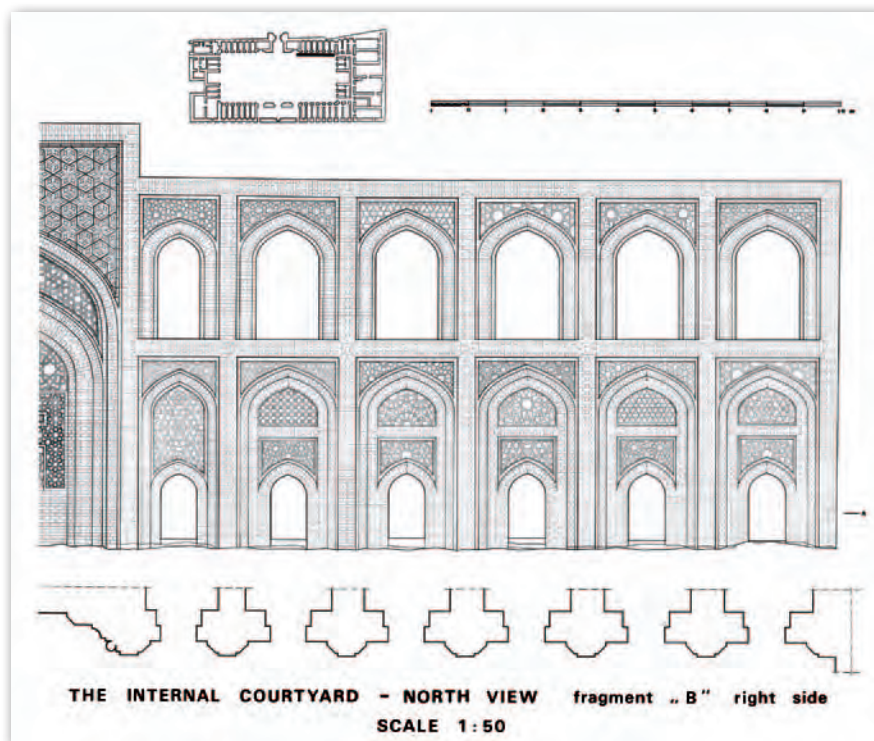 THE INTERNAL COURTYARD - NORTH VIEW fragment „B" right side
SCALE 1:50